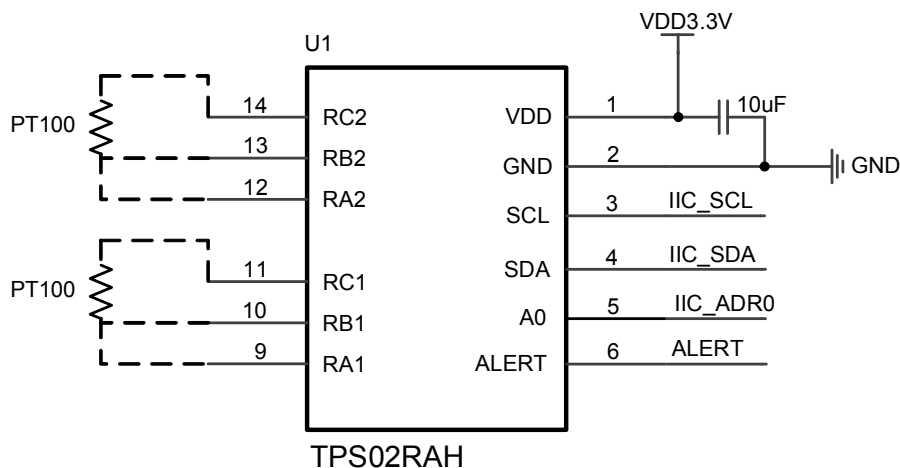 VDD3.3V
U1
10uF
PT100
14
RC2
VDD
1
13
RB2
GND
2
GND
12
RA2
SCL
3
IIC_SCL
PT100
11
RC1
SDA
4
IIC_SDA
10
RB1
A0
5
IIC_ADR0
9
RA1
ALERT
6
ALERT
TPS02RAH